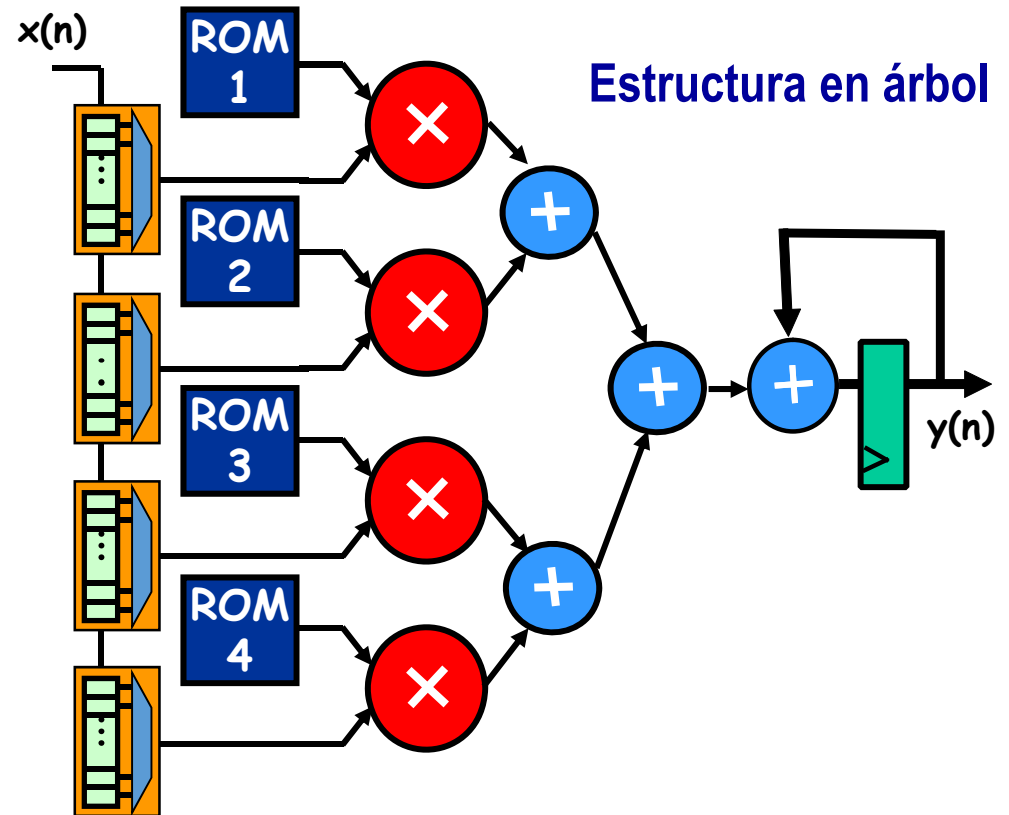 x(n)
ROM
1
Estructura en árbol
ROM
2
ROM
3
ROM
4
y(n)